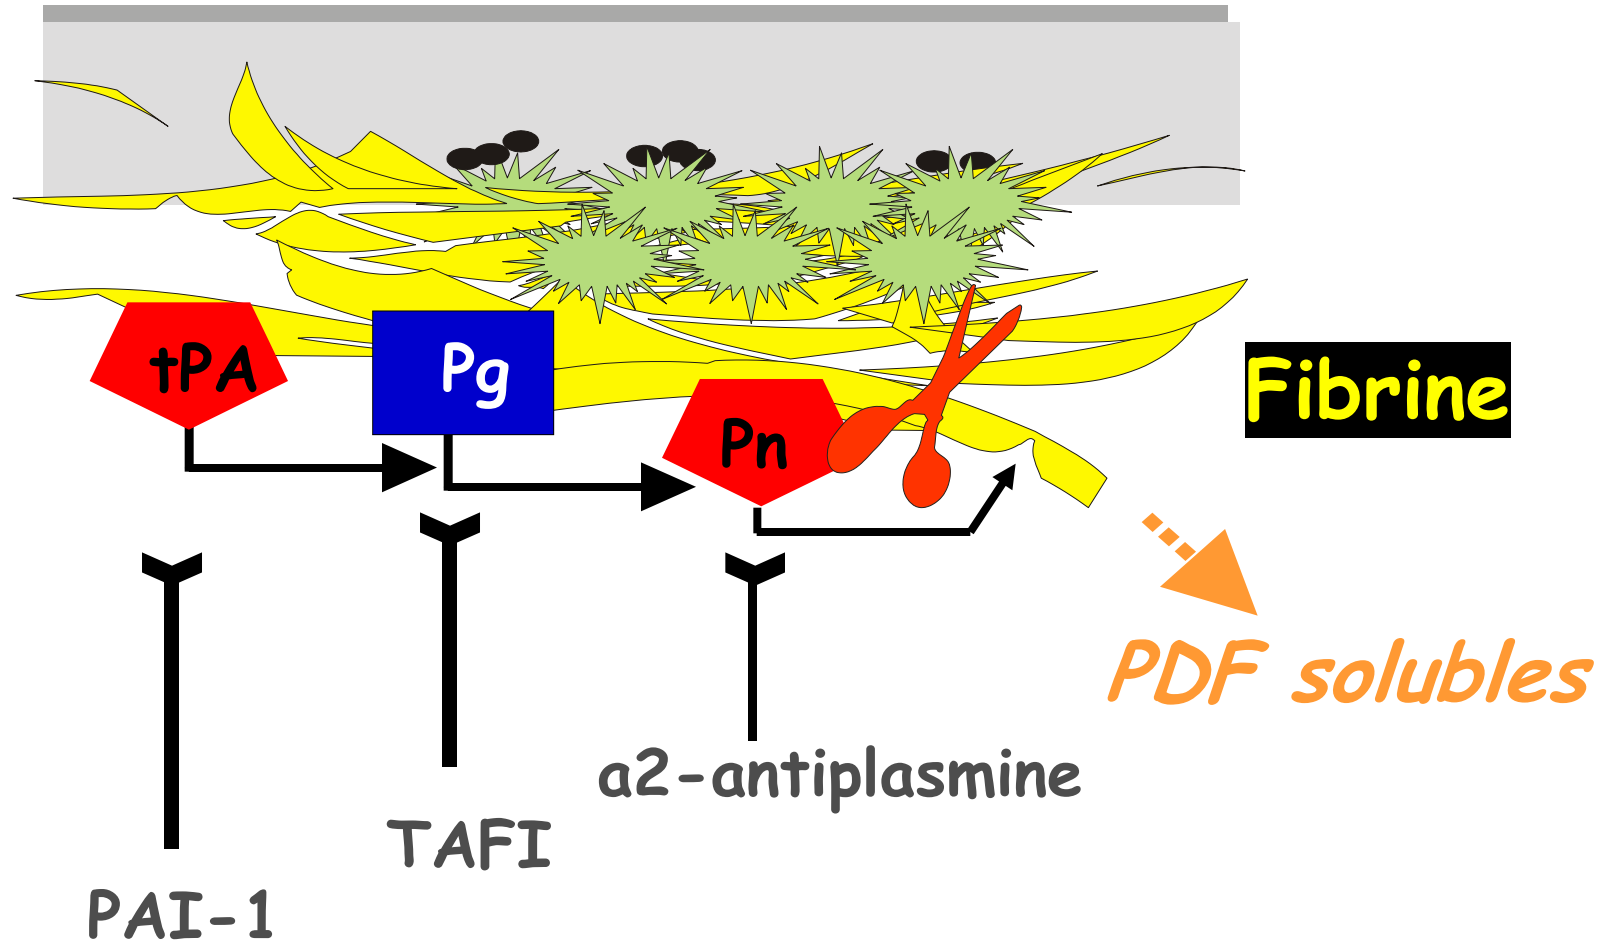 tPA
Pg
Pn
Fibrine
PDF solubles
a2-antiplasmine
TAFI
PAI-1